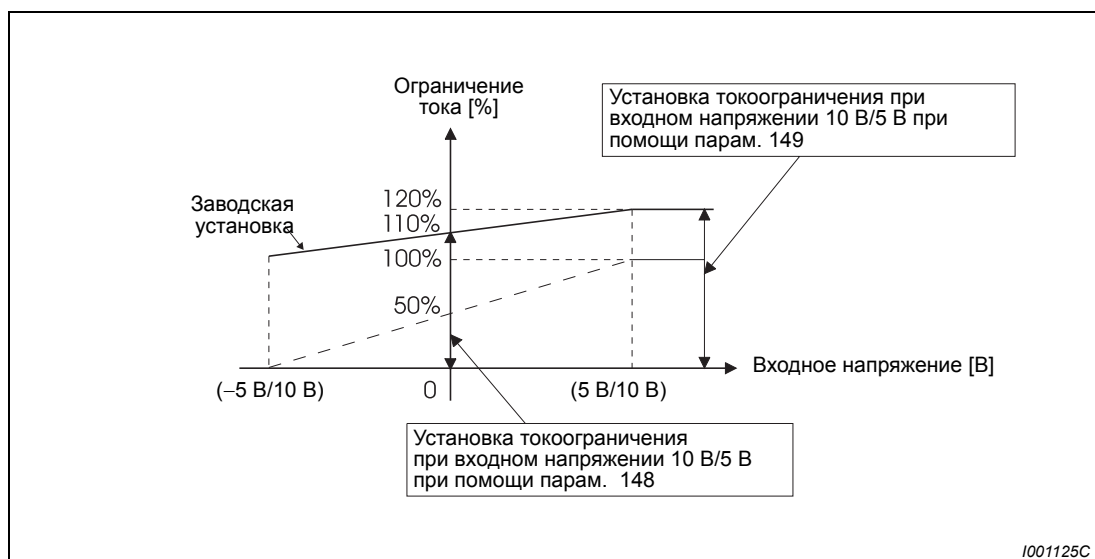 Ограничение
тока [%]
Установка токоограничения при
входном напряжении 10 В/5 В при
помощи парам. 149
Заводская
установка
120%
110%
100%
50%
(–5 В/10 В)
0
(5 В/10 В)
Входное напряжение [В]
Установка токоограничения
при входном напряжении 10 В/5 В
при помощи парам. 148
I001125C